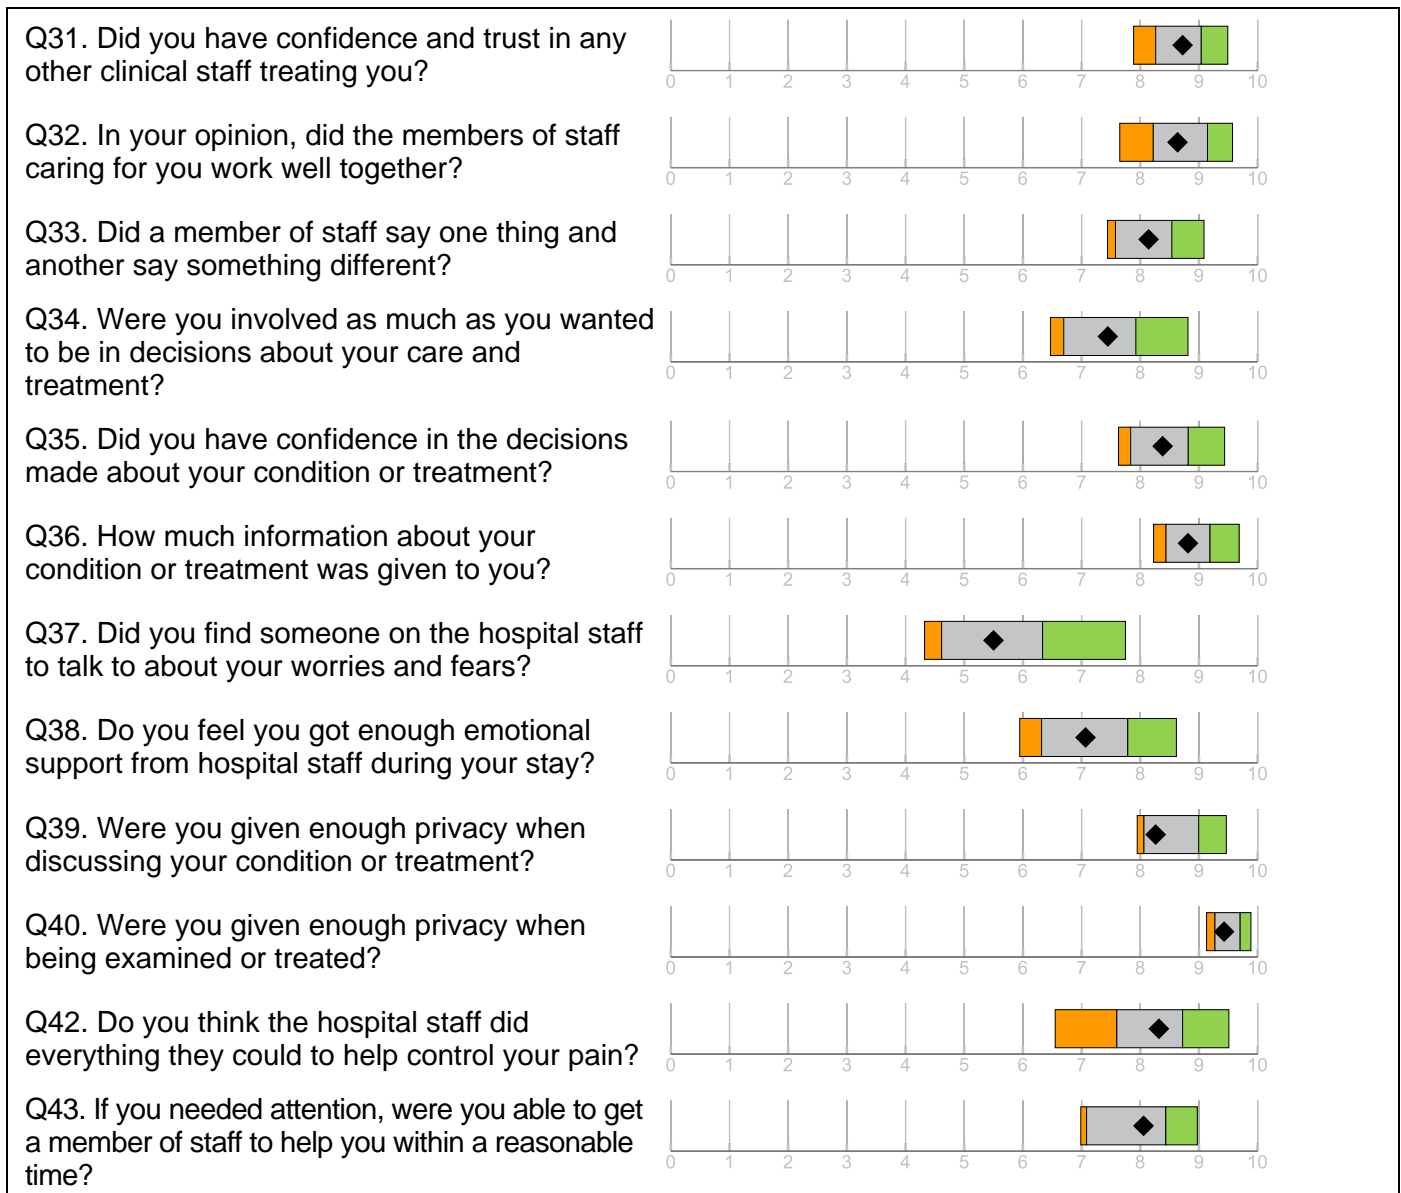 Q31. Did you have confidence and trust in any
other clinical staff treating you?
0 1 2 3 4 5 6 7 8 9 10
Q32. In your opinion, did the members of staff
caring for you work well together?
0 1 2 3 4 5 6 7 8 9 10
Q33. Did a member of staff say one thing and
another say something different?
0 1 2 3 4 5 6 7 8 9 10
Q34. Were you involved as much as you wanted
to be in decisions about your care and
treatment?
0 1 2 3 4 5 6 7 8 9 10
Q35. Did you have confidence in the decisions
made about your condition or treatment?
0 1 2 3 4 5 6 7 8 9 10
Q36. How much information about your
condition or treatment was given to you?
0 1 2 3 4 5 6 7 8 9 10
Q37. Did you find someone on the hospital staff
to talk to about your worries and fears?
0 1 2 3 4 5 6 7 8 9 10
Q38. Do you feel you got enough emotional
support from hospital staff during your stay?
0 1 2 3 4 5 6 7 8 9 10
Q39. Were you given enough privacy when
discussing your condition or treatment?
0 1 2 3 4 5 6 7 8 9 10
Q40. Were you given enough privacy when
being examined or treated?
0 1 2 3 4 5 6 7 8 9 10
Q42. Do you think the hospital staff did
everything they could to help control your pain?
0 1 2 3 4 5 6 7 8 9 10
Q43. If you needed attention, were you able to get
a member of staff to help you within a reasonable
time?
0 1 2 3 4 5 6 7 8 9 10